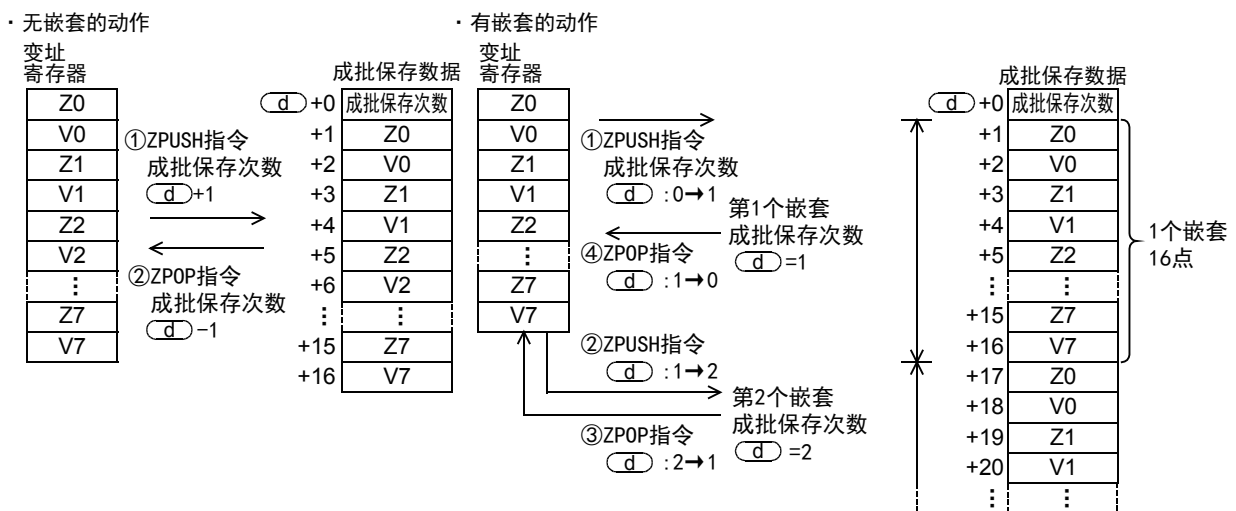 ·无嵌套的动作
变址
寄存器
Z0
V0
Z1
V1
Z2
V2
⋮
Z7
V7
①ZPUSH指令
成批保存次数
d+1
②ZPOP指令
成批保存次数
d-1
成批保存数据
d+0 成批保存次数
+1 Z0
+2 V0
+3 Z1
+4 V1
+5 Z2
+6 V2
⋮ ⋮
+15 Z7
+16 V7
·有嵌套的动作
变址
寄存器
Z0
V0
Z1
V1
Z2
⋮
Z7
V7
①ZPUSH指令
成批保存次数
d :0→1
第1个嵌套
成批保存次数
d=1
④ZPOP指令
d :1→0
②ZPUSH指令
d :1→2
第2个嵌套
成批保存次数
d =2
③ZPOP指令
d :2→1
成批保存数据
d+0 成批保存次数
+1 Z0
+2 V0
+3 Z1
+4 V1
+5 Z2
⋮ ⋮
+15 Z7
+16 V7
+17 Z0
+18 V0
+19 Z1
+20 V1
⋮ ⋮
1个嵌套
16点